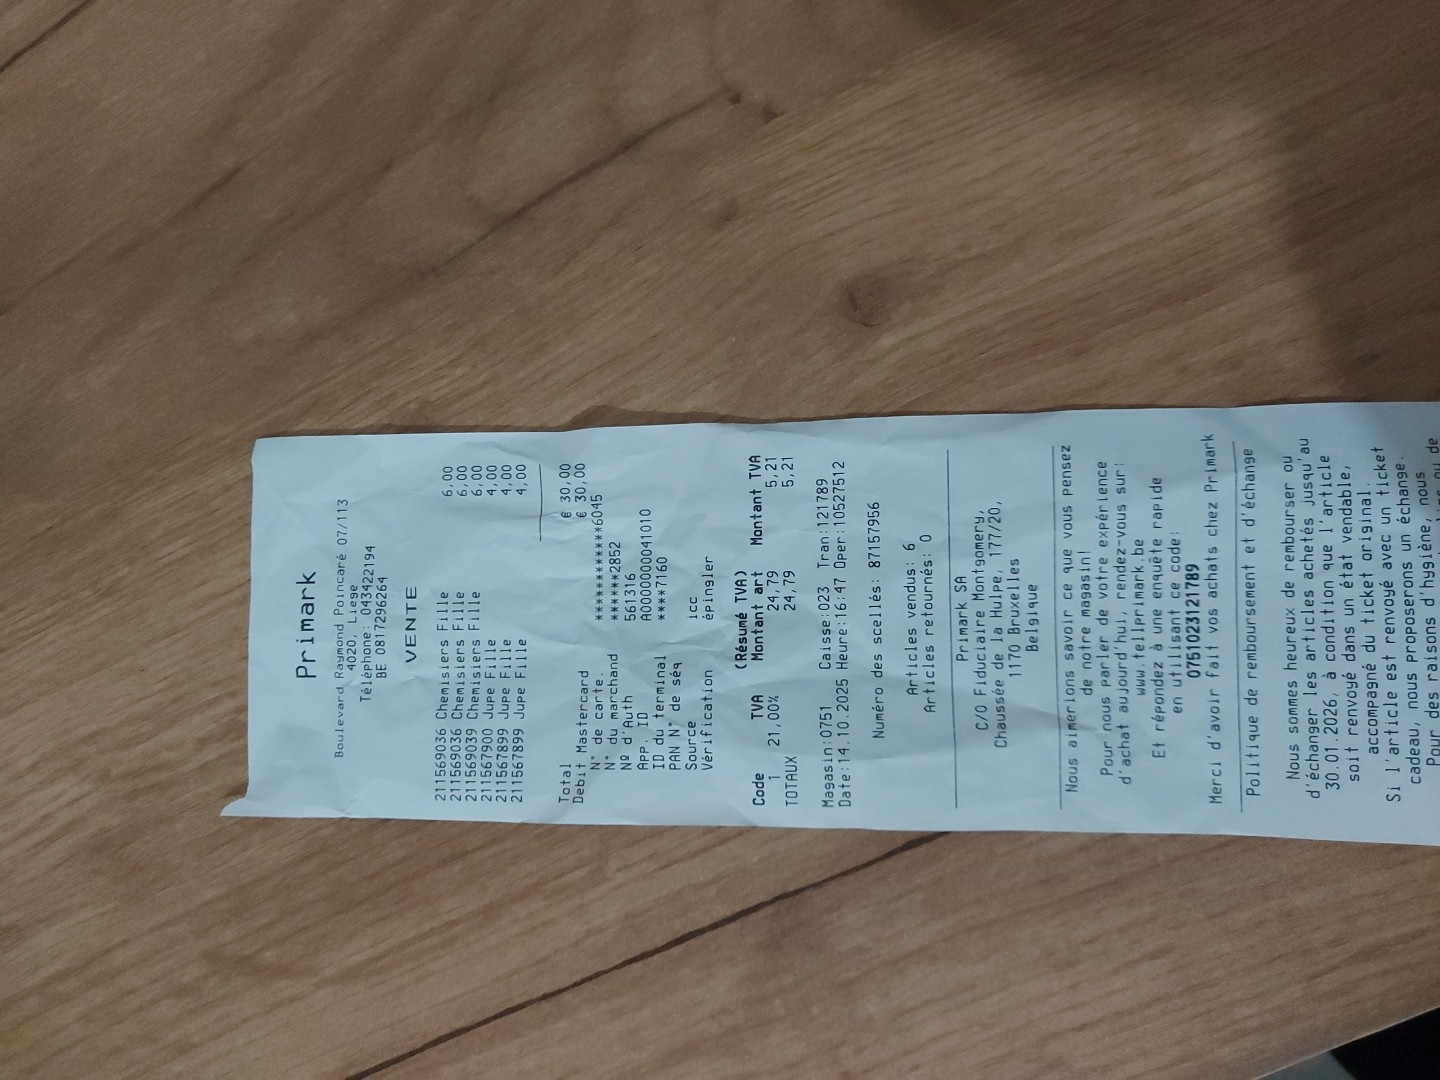 Primark
Boulevard Raymond Poincaré 07/113
4020, Liege
Téléphone: 043422194
BE 0817296264
VENTE
211569036 Chemisiers Fille 6,00
211569036 Chemisiers Fille 6,00
211569039 Chemisiers Fille 6,00
211567900 Jupe Fille 4,00
211567899 Jupe Fille 4,00
211567899 Jupe Fille 4,00
Total € 30,00
Debit Mastercard € 30,00
N° de carte. ************6045
N° du marchand *****2852
Nº d'Auth 561316
App. ID A0000000041010
ID du terminal ****7160
PAN N° de séq
Source icc
Vérification épingler
(Résumé TVA)
Code TVA Montant art Montant TVA
1 21,00% 24,79 5,21
TOTAUX 24,79 5,21
Magasin:0751 Caisse:023 Tran:121789
Date:14.10.2025 Heure:16:47 Oper:10527512
Numéro des scellés: 87157956
Articles vendus: 6
Articles retournés: 0
Primark SA
C/O Fiduciaire Montgomery,
Chaussée de la Hulpe, 177/20,
1170 Bruxelles
Belgique
Nous aimerions savoir ce que vous pensez
de notre magasin!
Pour nous parler de votre expérience
d'achat aujourd'hui, rendez-vous sur:
www.tellprimark.be
Et répondez à une enquête rapide
en utilisant ce code:
0751023121789
Merci d'avoir fait vos achats chez Primark
Politique de remboursement et d'échange
Nous sommes heureux de rembourser ou
d'échanger les articles achetés jusqu'au
30.01.2026, à condition que l'article
soit renvoyé dans un état vendable,
accompagné du ticket original.
Si l'article est renvoyé avec un ticket
cadeau, nous proposerons un échange.
Pour des raisons d'hygiène, nous